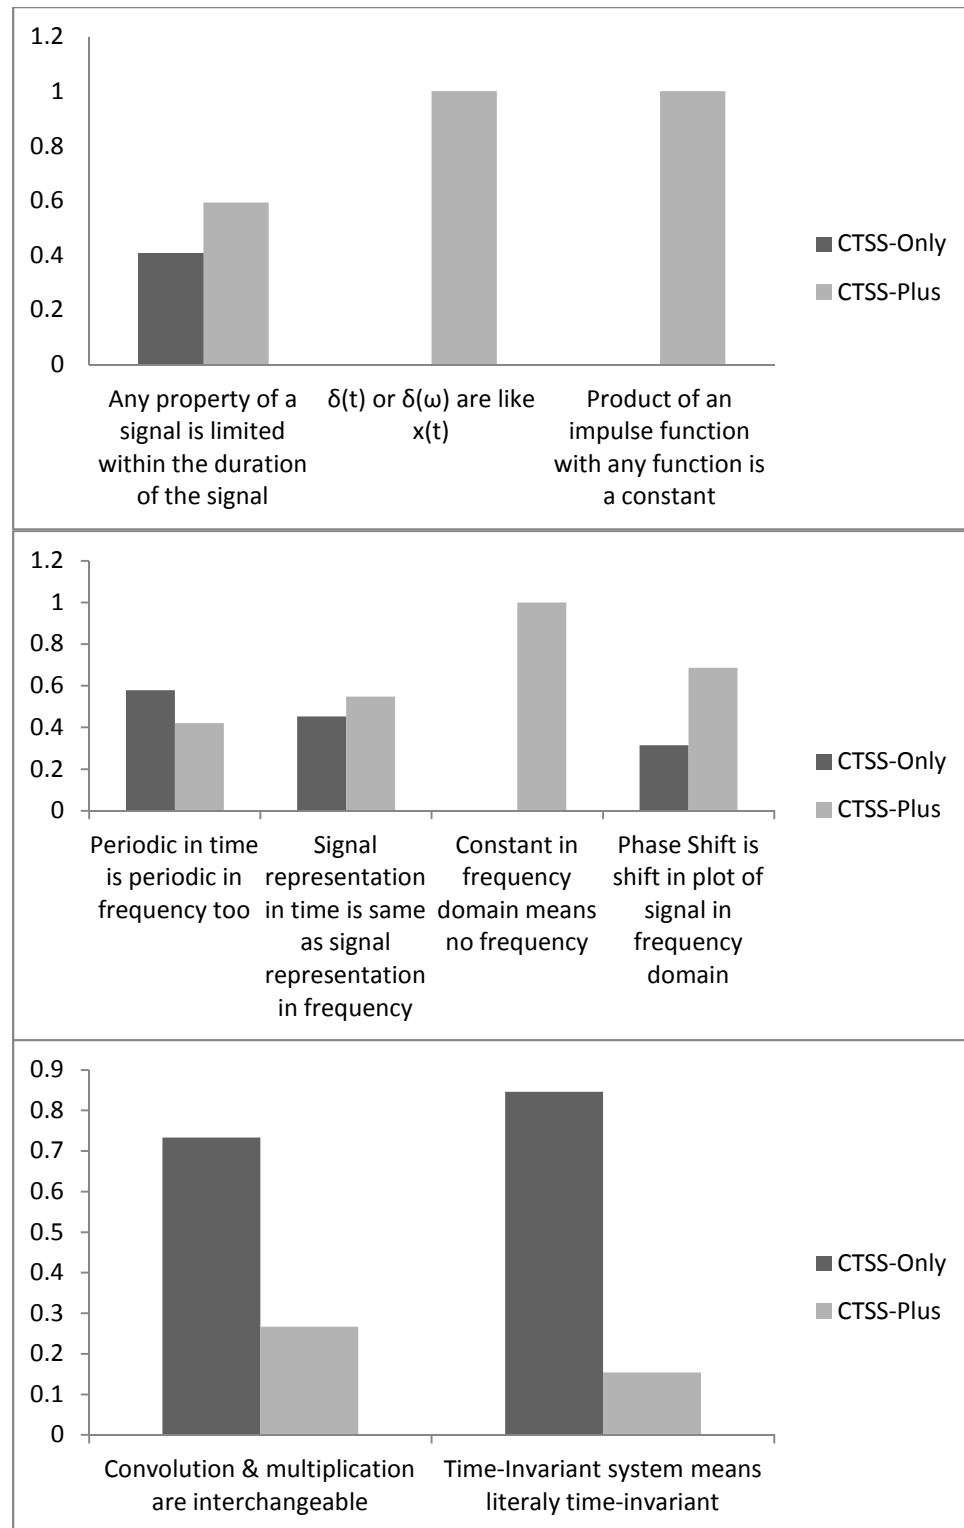 1.2
1
0.8
0.6
0.4
0.2
0
Any property of a
signal is limited
within the duration
of the signal
δ(t) or δ(ω) are like
x(t)
Product of an
impulse function
with any function is
a constant
CTSS-Only
CTSS-Plus
1.2
1
0.8
0.6
0.4
0.2
0
Periodic in time
is periodic in
frequency too
Signal
representation
in time is same
as signal
representation
in frequency
Constant in
frequency
domain means
no frequency
Phase Shift is
shift in plot of
signal in
frequency
domain
CTSS-Only
CTSS-Plus
0.9
0.8
0.7
0.6
0.5
0.4
0.3
0.2
0.1
0
Convolution & multiplication
are interchangeable
Time-Invariant system means
literaly time-invariant
CTSS-Only
CTSS-Plus